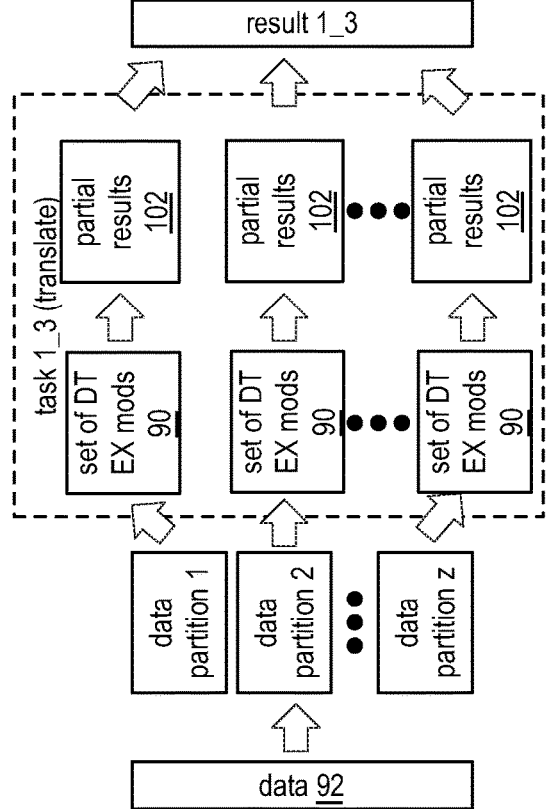 data 92
data
partition 1
data
partition 2
data
partition z
task 1_3 (translate)
set of DT
EX mods
90
set of DT
EX mods
90
set of DT
EX mods
90
partial
results
102
partial
results
102
partial
results
102
result 1_3